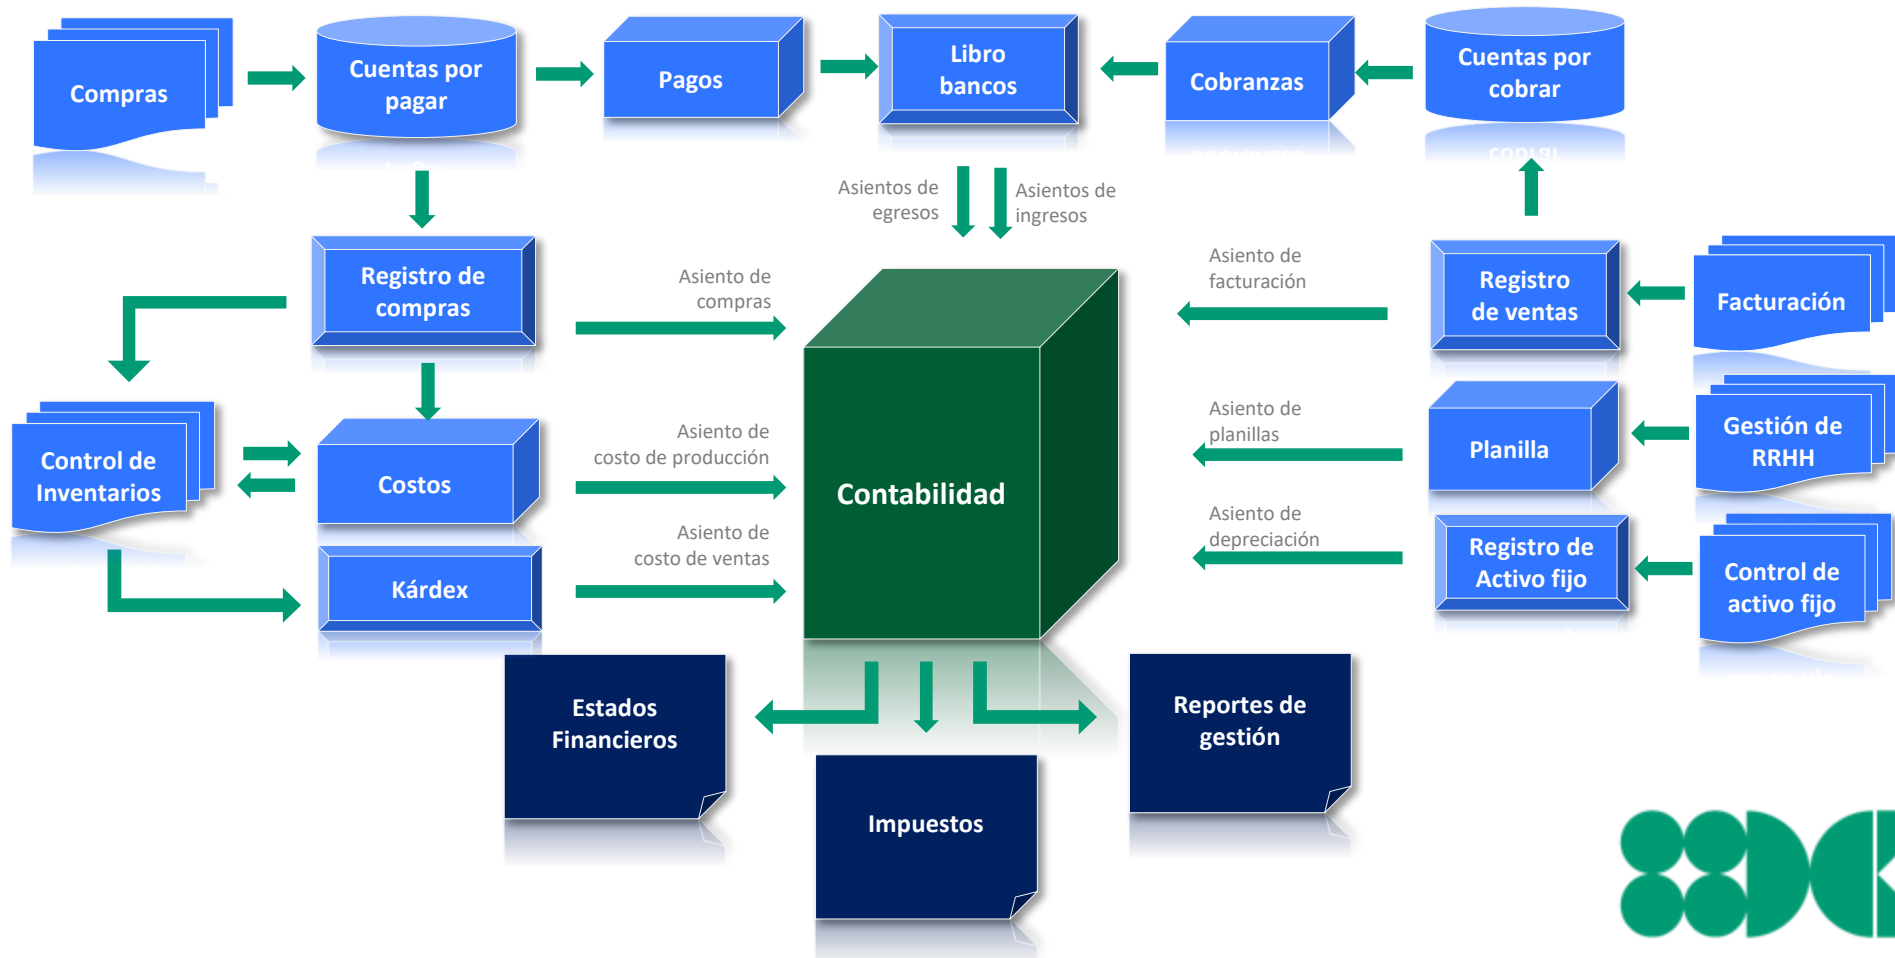 Compras
Cuentas por
pagar
Pagos
Libro
bancos
Cobranzas
Cuentas por
cobrar
Asientos de
egresos
Asientos de
ingresos
Registro de
compras
Asiento de
compras
Asiento de
facturación
Registro
de ventas
Facturación
Control de
Inventarios
Costos
Asiento de
costo de producción
Contabilidad
Asiento de
planillas
Planilla
Gestión de
RRHH
Kárdex
Asiento de
costo de ventas
Asiento de
depreciación
Registro de
Activo fijo
Control de
activo fijo
Estados
Financieros
Impuestos
Reportes de
gestión